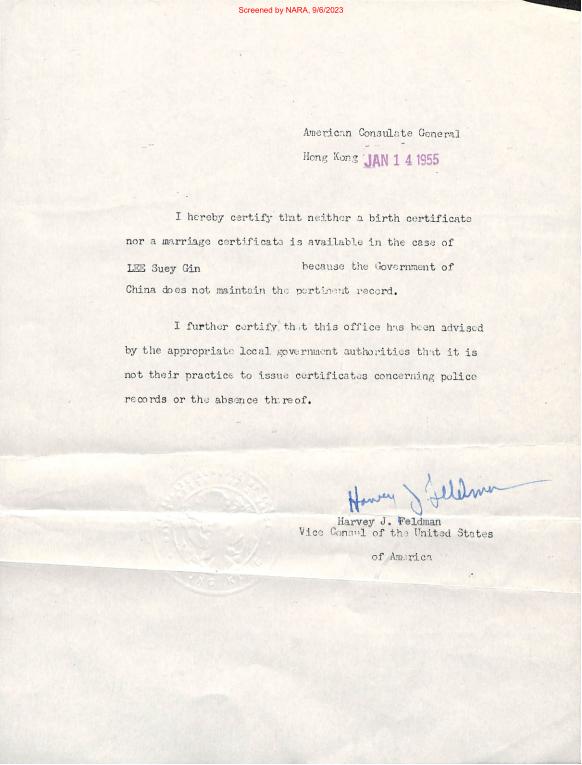 Screened by NARA, 9/6/2023
American Consulate General
Hong Kong JAN 14 1955
I hereby certify that neither a birth certificate
nor a marriage certificate is available in the case of
LEE Suey Gin because the Government of
China does not maintain the pertinent record.
I further certify that this office has been advised
by the appropriate local government authorities that it is
not their practice to issue certificates concerning police
records or the absence thereof.
Harvey J Feldman
Harvey J. Feldman
Vice Consul of the United States
of America